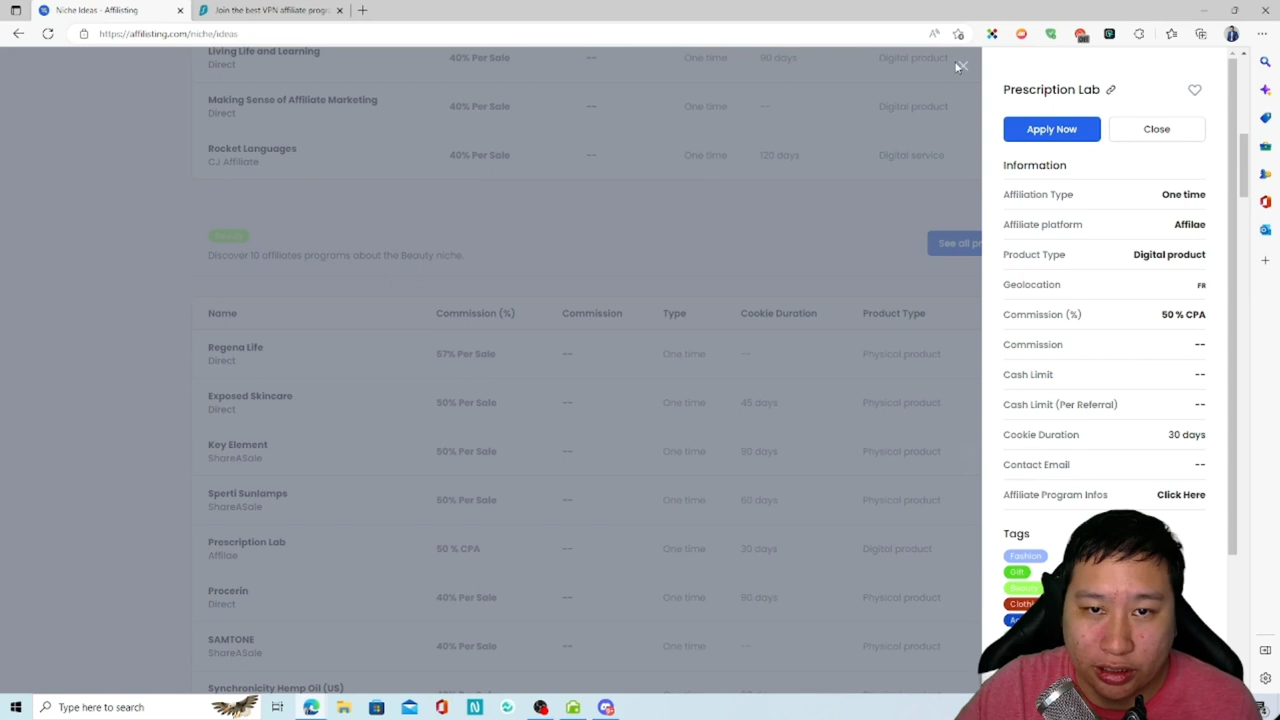 Niche Ideas - Affilisting
Join the best VPN affiliate progra
https://affilisting.com/niche/ideas
Living Life and Learning
Direct
40% Per Sale
--
One time
90 days
Digital product
Making Sense of Affiliate Marketing
Direct
40% Per Sale
--
One time
--
Digital product
Rocket Languages
CJ Affiliate
40% Per Sale
--
One time
120 days
Digital service
Beauty
Discover 10 affiliates programs about the Beauty niche.
See all pr
Name
Commission (%)
Commission
Type
Cookie Duration
Product Type
Regena Life
Direct
57% Per Sale
--
One time
--
Physical product
Exposed Skincare
Direct
50% Per Sale
--
One time
45 days
Physical product
Key Element
ShareASale
50% Per Sale
--
One time
90 days
Physical product
Sperti Sunlamps
ShareASale
50% Per Sale
--
One time
60 days
Physical product
Prescription Lab
Affilae
50 % CPA
--
One time
30 days
Digital product
Procerin
Direct
40% Per Sale
--
One time
90 days
Physical product
SAMTONE
ShareASale
40% Per Sale
--
One time
--
Physical product
Synchronicity Hemp Oil (US)
Prescription Lab
Apply Now
Close
Information
Affiliation Type
One time
Affiliate platform
Affilae
Product Type
Digital product
Geolocation
FR
Commission (%)
50 % CPA
Commission
--
Cash Limit
--
Cash Limit (Per Referral)
--
Cookie Duration
30 days
Contact Email
--
Affiliate Program Infos
Click Here
Tags
Fashion
Gift
Beauty
Clothi
Type here to search